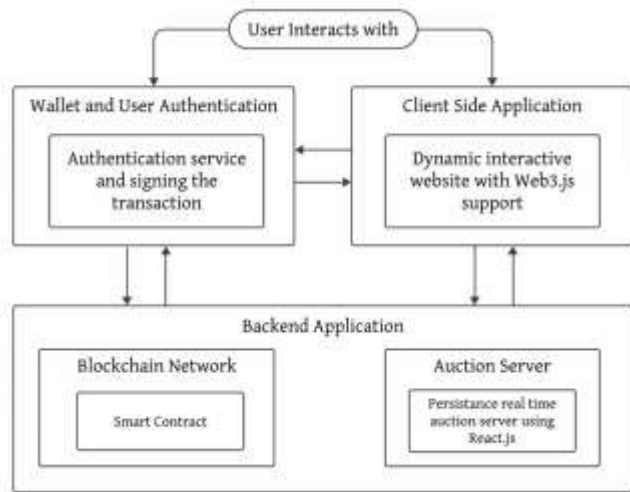 User Interacts with
Wallet and User Authentication
Authentication service
and signing the
transaction
Client Side Application
Dynamic interactive
website with Web3.js
support
Backend Application
Blockchain Network
Smart Contract
Auction Server
Persistance real time
auction server using
React.js